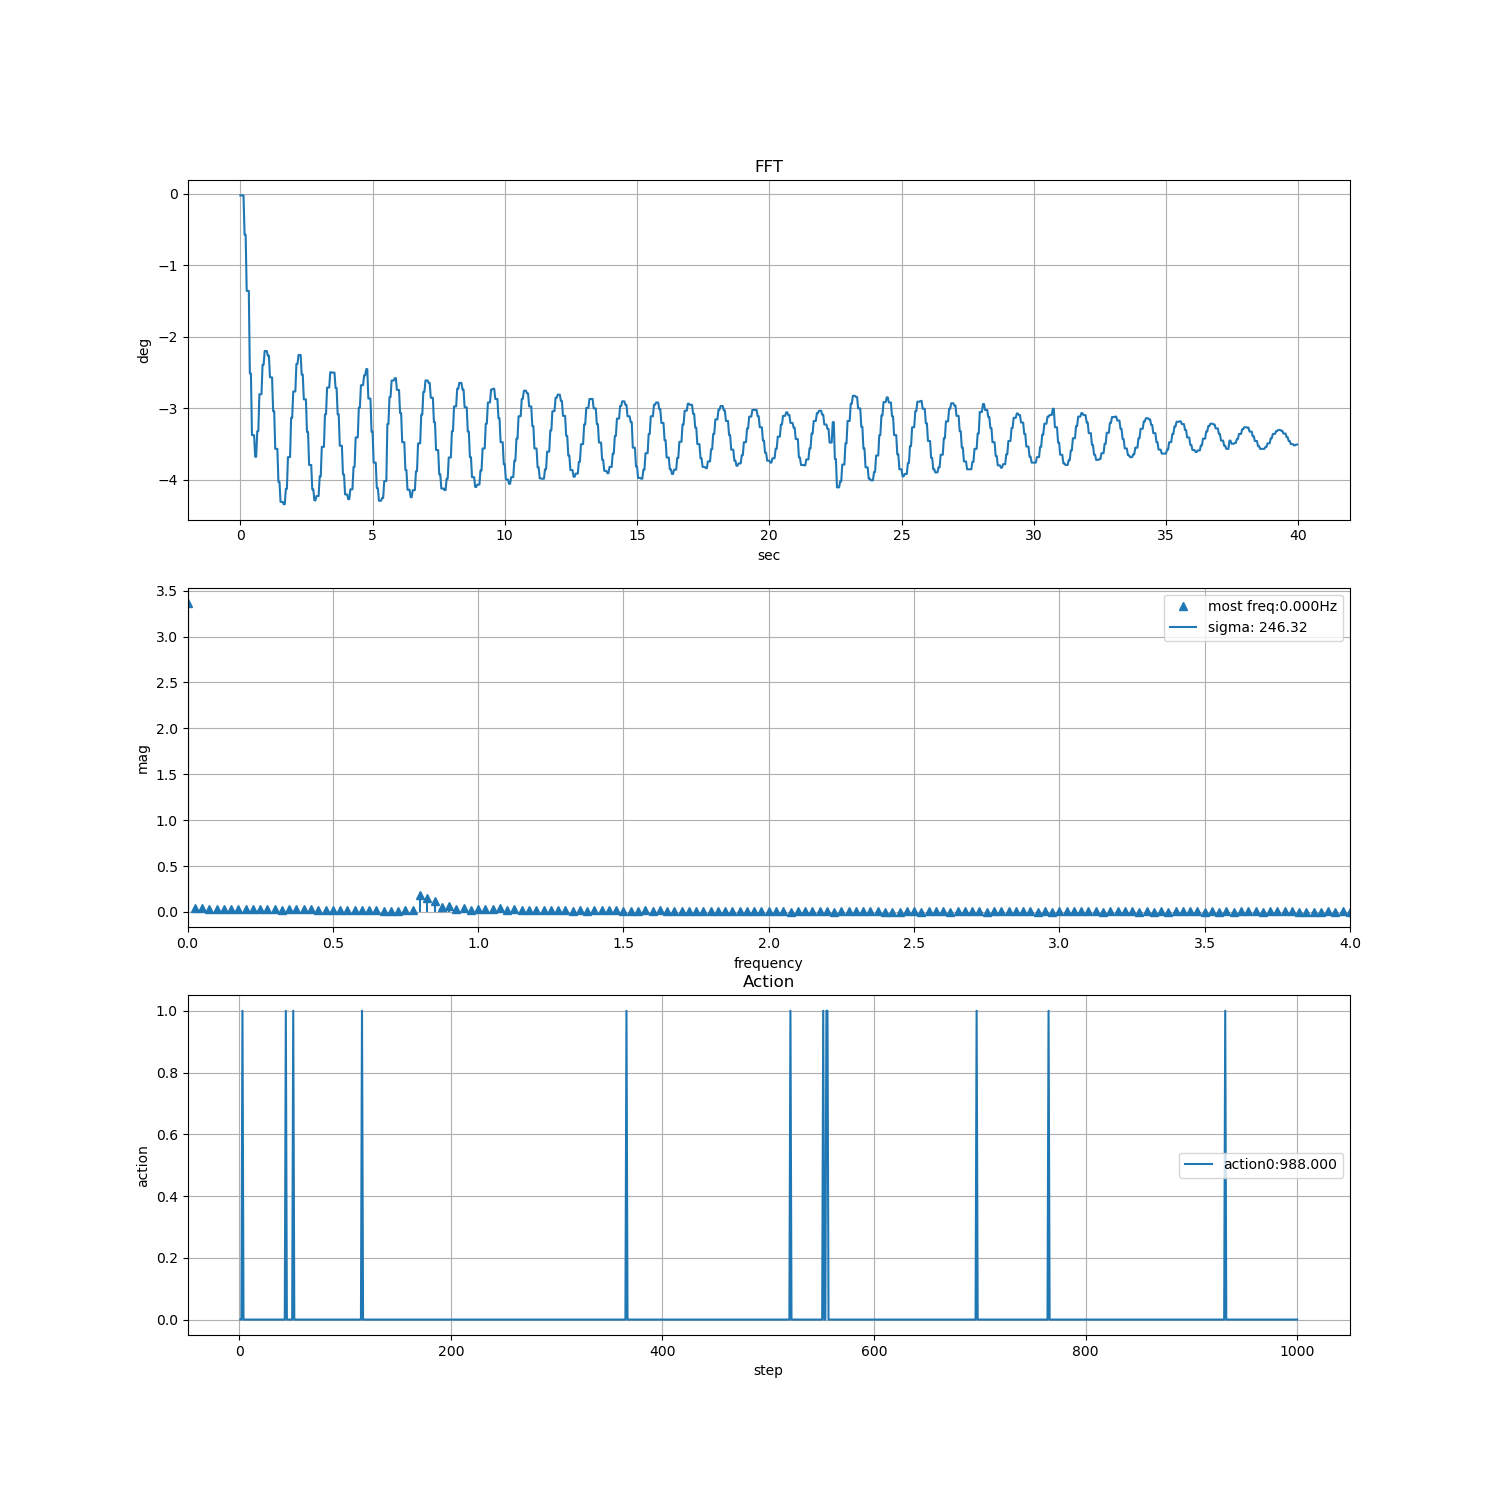 FFT
0
−1
−2
−3
−4
deg
0 5 10 15 20 25 30 35 40
sec
3.5
3.0
2.5
2.0
1.5
1.0
0.5
0.0
mag
most freq:0.000Hz
sigma: 246.32
0.0 0.5 1.0 1.5 2.0 2.5 3.0 3.5 4.0
frequency
Action
1.0
0.8
0.6
0.4
0.2
0.0
action
action0:988.000
0 200 400 600 800 1000
step